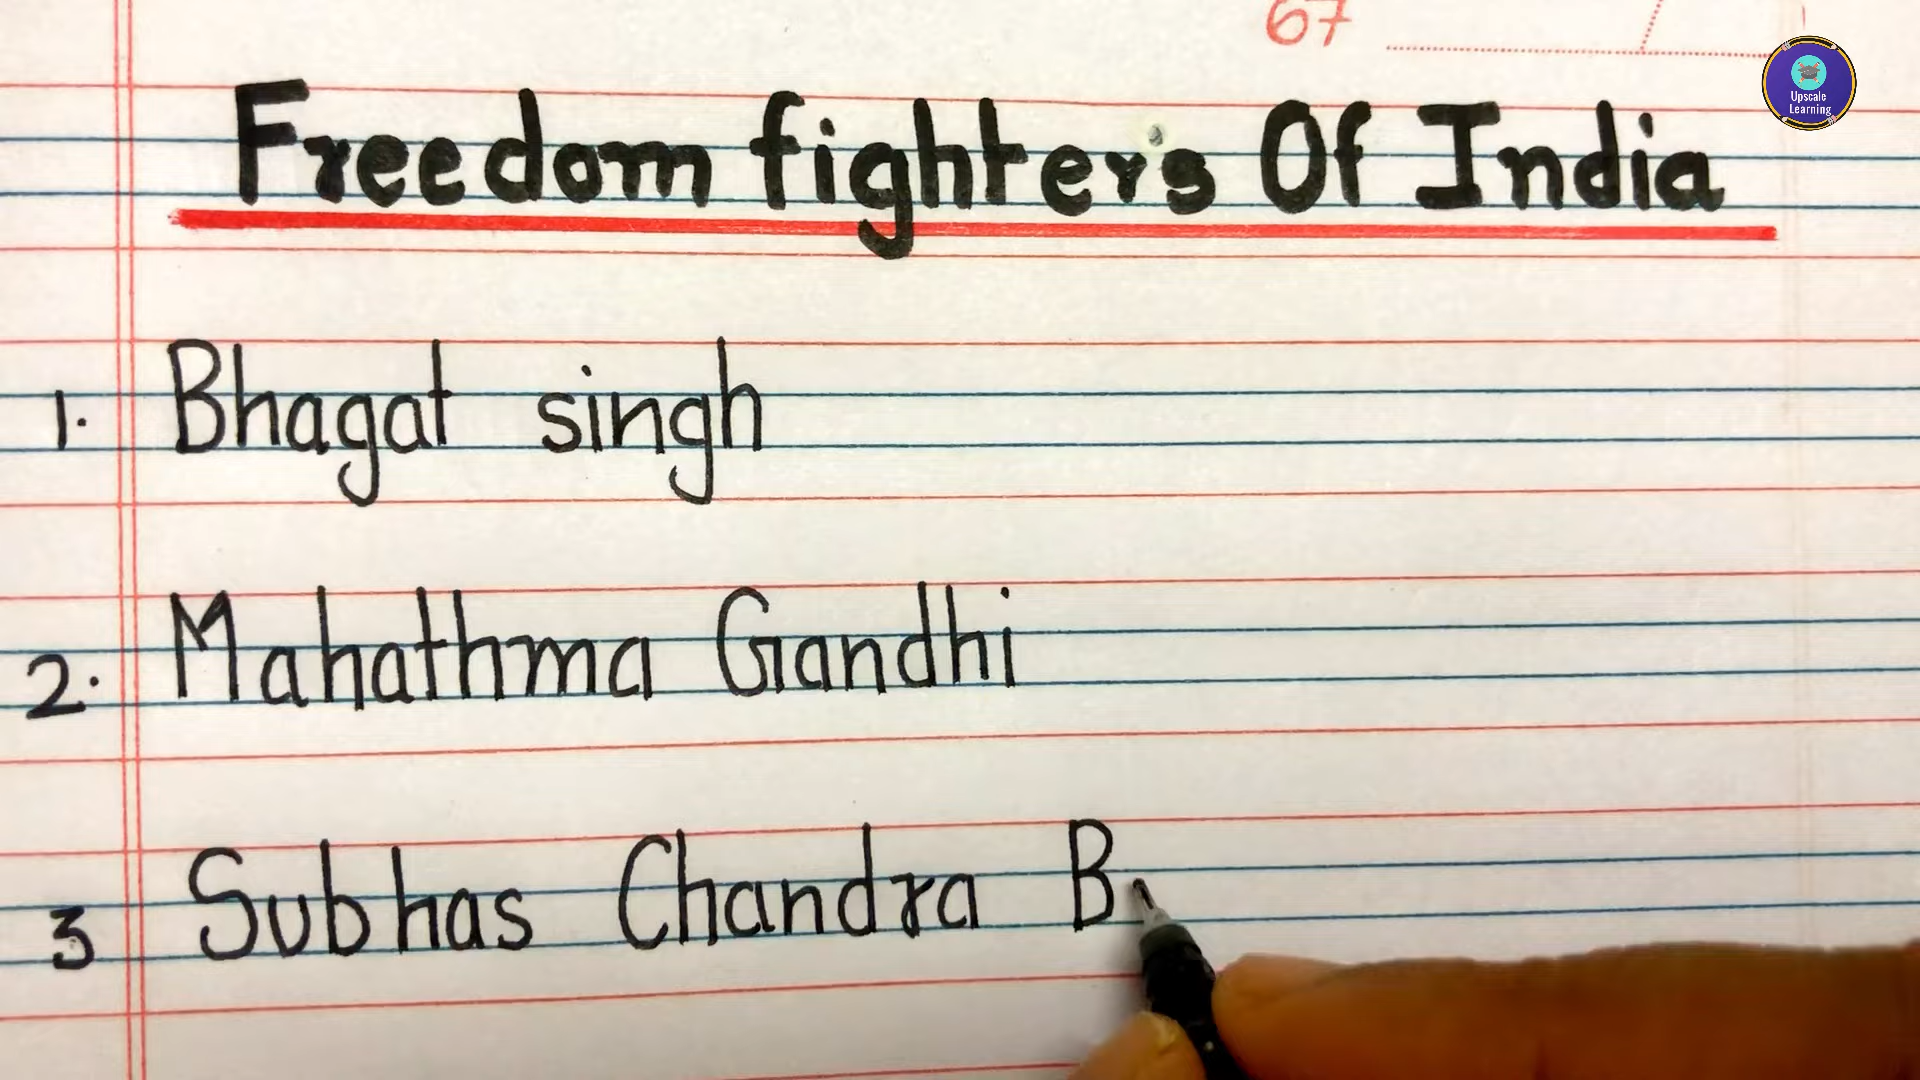 67
Upscale
Learning
Freedom fighters Of India
1. Bhagat singh
2. Mahathma Gandhi
3 Subhas Chandra B